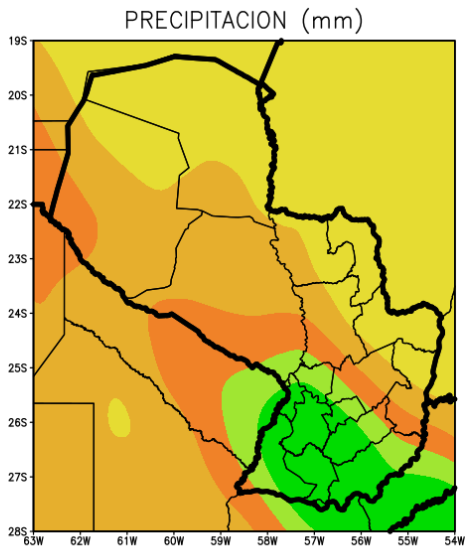 PRECIPITACION (mm)
19S
20S
21S
22S
23S
24S
25S
26S
27S
28S
63W 62W 61W 60W 59W 58W 57W 56W 55W 54W